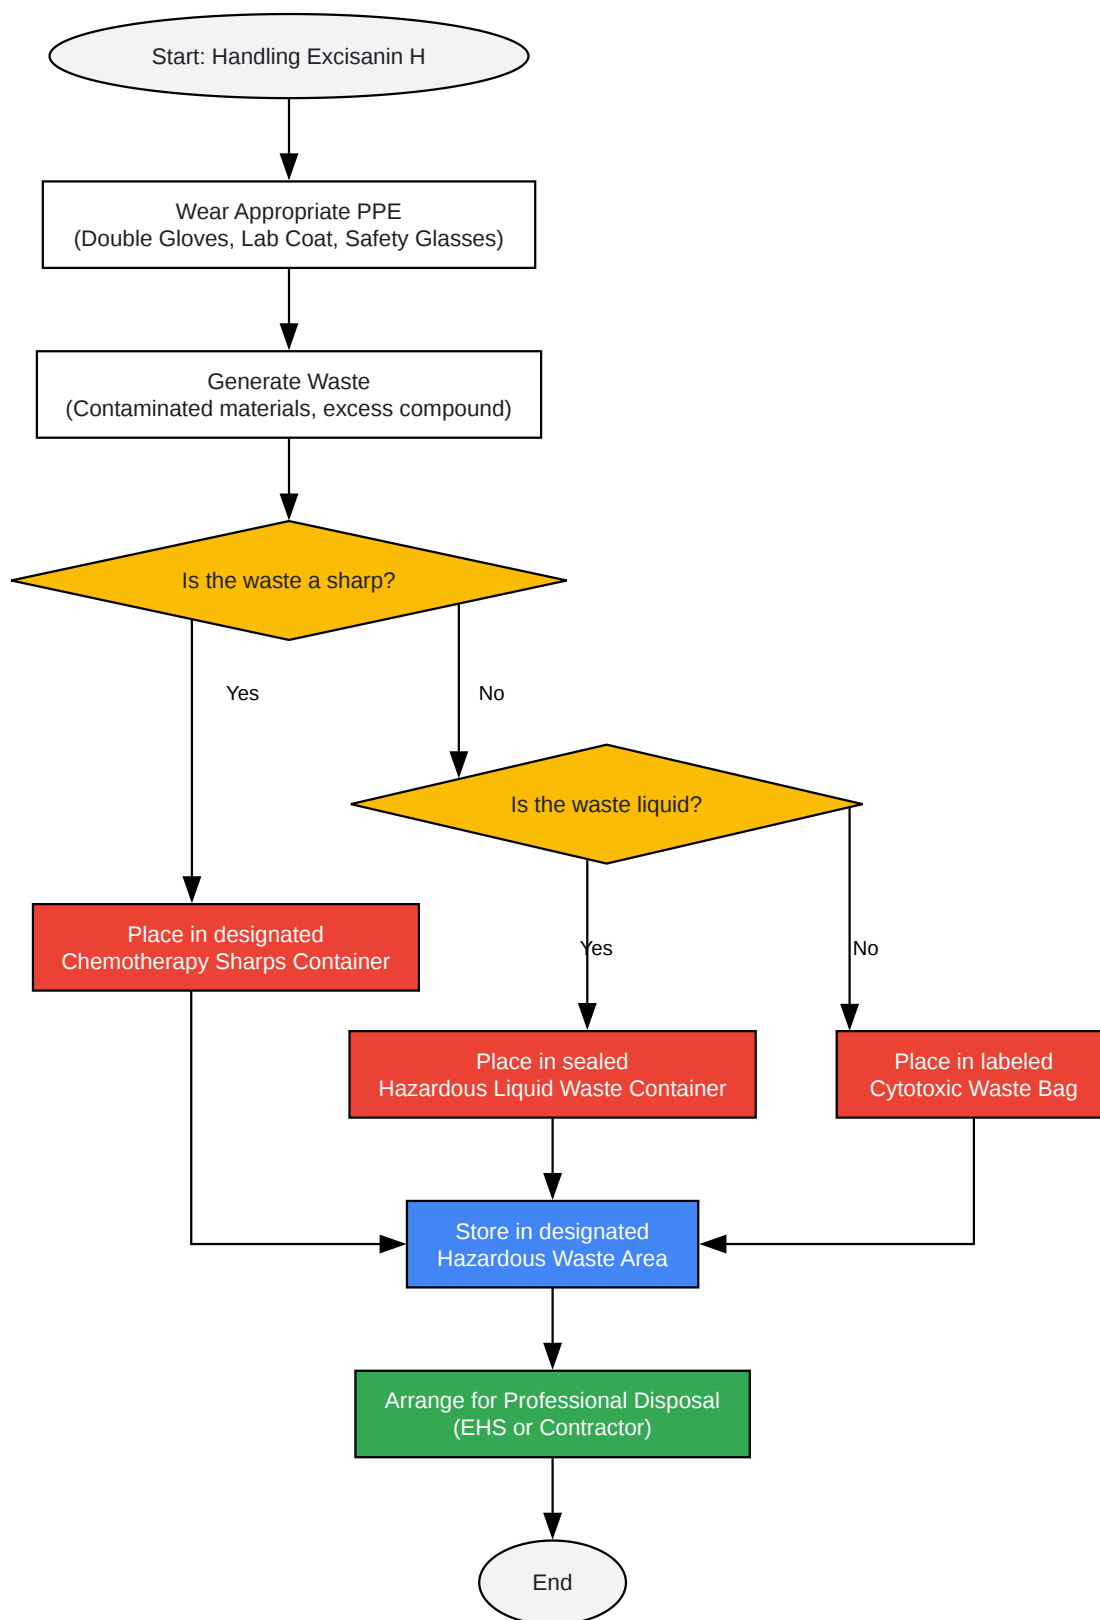 Start: Handling Excisanin H
Wear Appropriate PPE
(Double Gloves, Lab Coat, Safety Glasses)
Generate Waste
(Contaminated materials, excess compound)
Is the waste a sharp?
Yes
No
Is the waste liquid?
Place in designated
Chemotherapy Sharps Container
Yes
No
Place in sealed
Hazardous Liquid Waste Container
Place in labeled
Cytotoxic Waste Bag
Store in designated
Hazardous Waste Area
Arrange for Professional Disposal
(EHS or Contractor)
End